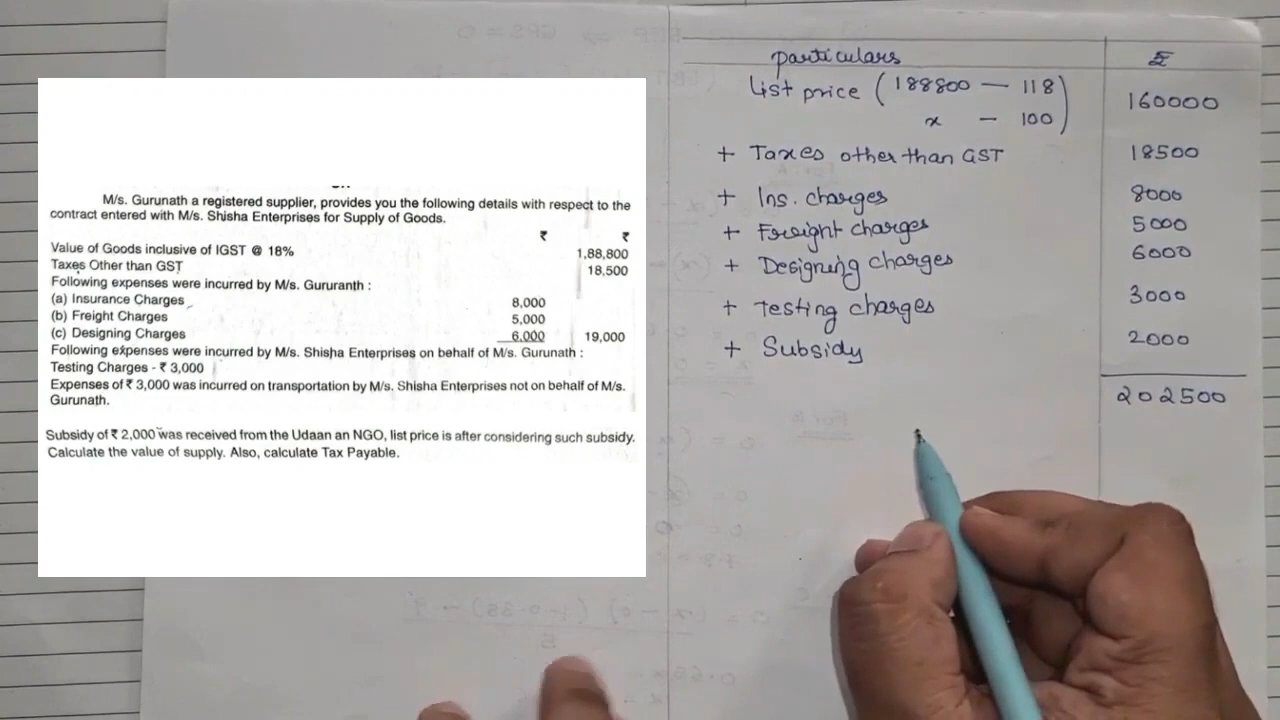 M/s. Gurunath a registered supplier, provides you the following details with respect to the
contract entered with M/s. Shisha Enterprises for Supply of Goods.
₹ ₹
Value of Goods inclusive of IGST @ 18% 1,88,800
Taxes Other than GST 18,500
Following expenses were incurred by M/s. Gururanth :
(a) Insurance Charges 8,000
(b) Freight Charges 5,000
(c) Designing Charges 6,000 19,000
Following expenses were incurred by M/s. Shisha Enterprises on behalf of M/s. Gurunath :
Testing Charges - ₹ 3,000
Expenses of ₹ 3,000 was incurred on transportation by M/s. Shisha Enterprises not on behalf of M/s.
Gurunath.
Subsidy of ₹ 2,000 was received from the Udaan an NGO, list price is after considering such subsidy.
Calculate the value of supply. Also, calculate Tax Payable.
particulars ₹
List price (188800 — 118 160000
x — 100)
+ Taxes other than GST 18500
+ Ins. charges 8000
+ Freight charges 5000
+ Designing charges 6000
+ Testing charges 3000
+ Subsidy 2000
202500